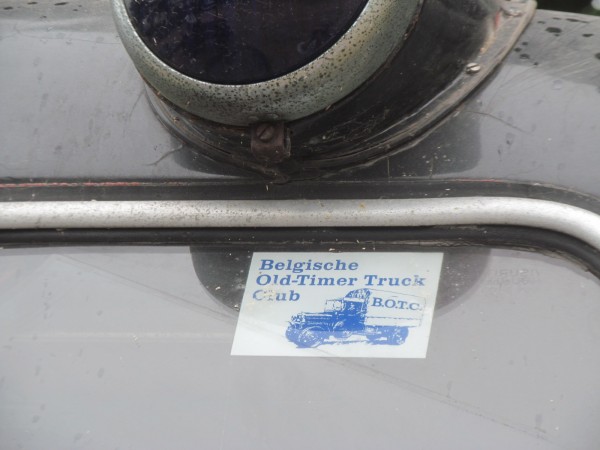 Belgische
Old-Timer Truck
Club
B.O.T.C.